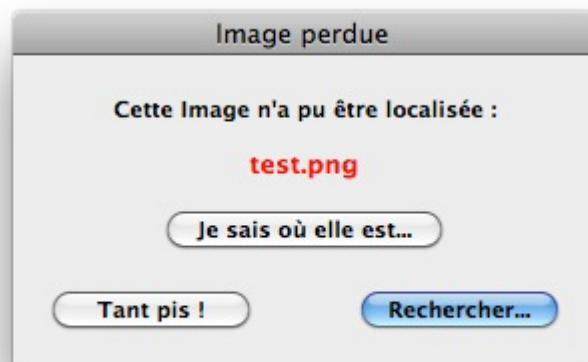 Image perdue
Cette Image n'a pu être localisée :
test.png
Je sais où elle est...
Tant pis !
Rechercher...